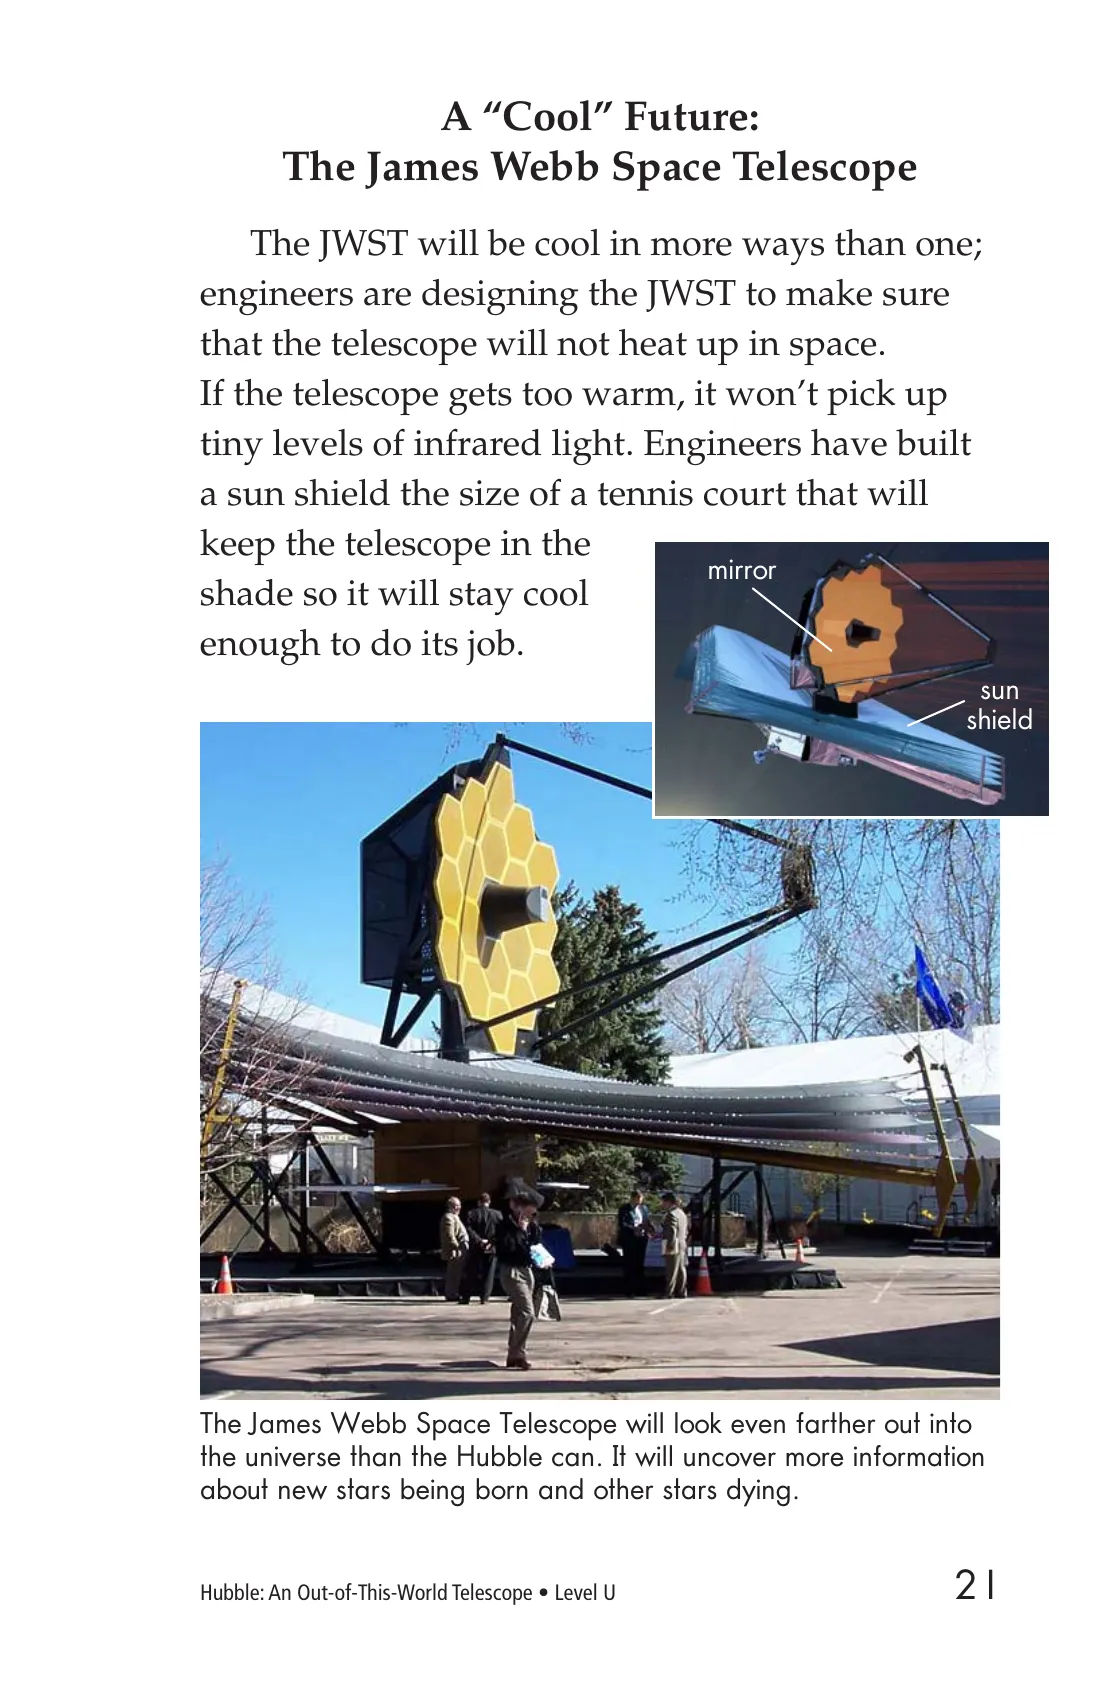 A “Cool” Future:
The James Webb Space Telescope
The JWST will be cool in more ways than one;
engineers are designing the JWST to make sure
that the telescope will not heat up in space.
If the telescope gets too warm, it won’t pick up
tiny levels of infrared light. Engineers have built
a sun shield the size of a tennis court that will
keep the telescope in the
shade so it will stay cool
enough to do its job.
mirror
sun
shield
The James Webb Space Telescope will look even farther out into
the universe than the Hubble can. It will uncover more information
about new stars being born and other stars dying.
Hubble: An Out-of-This-World Telescope • Level U
21